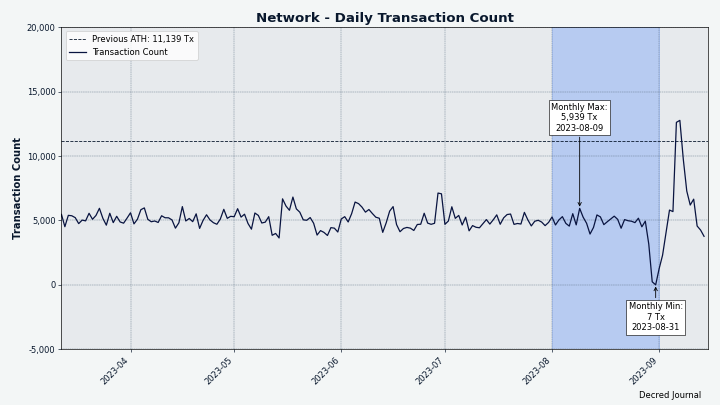 Network - Daily Transaction Count
Previous ATH: 11,139 Tx
Transaction Count
Transaction Count
20,000
15,000
10,000
5,000
0
-5,000
Monthly Max:
5,939 Tx
2023-08-09
Monthly Min:
7 Tx
2023-08-31
2023-04
2023-05
2023-06
2023-07
2023-08
2023-09
Decred Journal